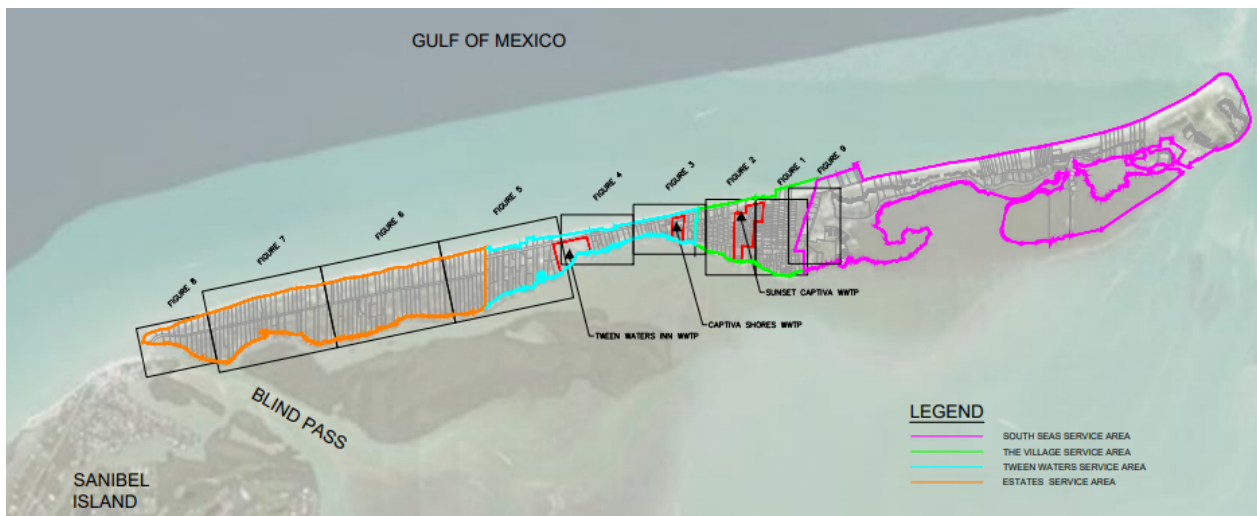 GULF OF MEXICO
FIGURE 8
FIGURE 7
FIGURE 6
FIGURE 5
FIGURE 4
FIGURE 3
FIGURE 2
FIGURE 1
FIGURE 9
SUNSET CAPTIVA WWTP
CAPTIVA SHORES WWTP
TWEEN WATERS INN WWTP
BLIND PASS
SANIBEL
ISLAND
LEGEND
SOUTH SEAS SERVICE AREA
THE VILLAGE SERVICE AREA
TWEEN WATERS SERVICE AREA
ESTATES SERVICE AREA